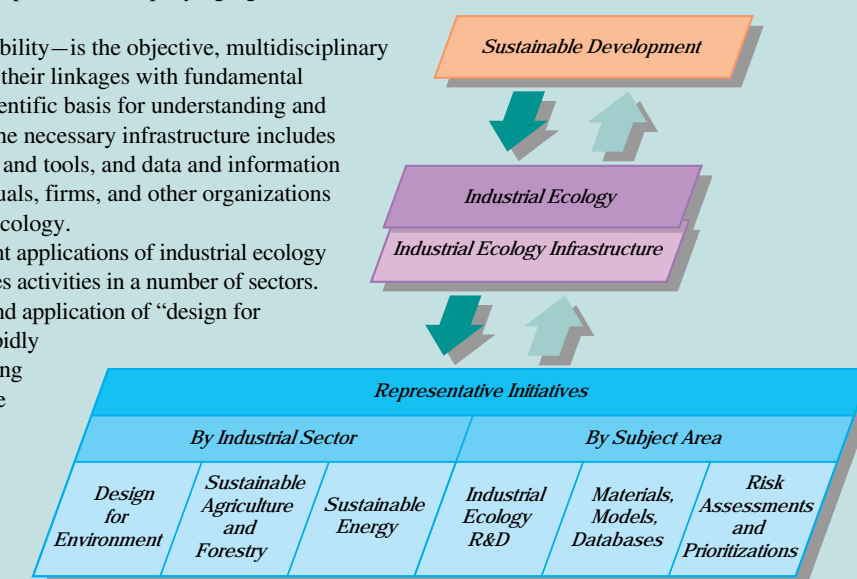 bility—is the objective, multidisciplinary
their linkages with fundamental
entific basis for understanding and
he necessary infrastructure includes
and tools, and data and information
uals, firms, and other organizations
cology.
nt applications of industrial ecology
es activities in a number of sectors.
nd application of “design for
pidly
ng
e
Sustainable Development
Industrial Ecology
Industrial Ecology Infrastructure
Representative Initiatives
By Industrial Sector
By Subject Area
Design
for
Environment
Sustainable
Agriculture
and
Forestry
Sustainable
Energy
Industrial
Ecology
R&D
Materials,
Models,
Databases
Risk
Assessments
and
Prioritizations